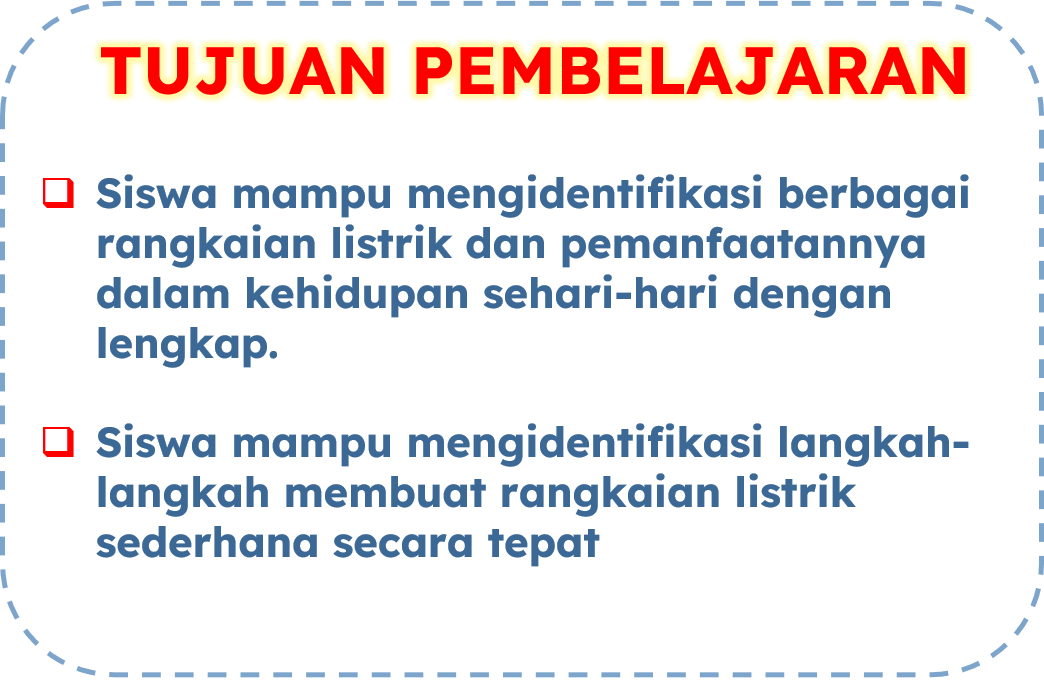 TUJUAN PEMBELAJARAN
Siswa mampu mengidentifikasi berbagai
rangkaian listrik dan pemanfaatannya
dalam kehidupan sehari-hari dengan
lengkap.
Siswa mampu mengidentifikasi langkah-
langkah membuat rangkaian listrik
sederhana secara tepat